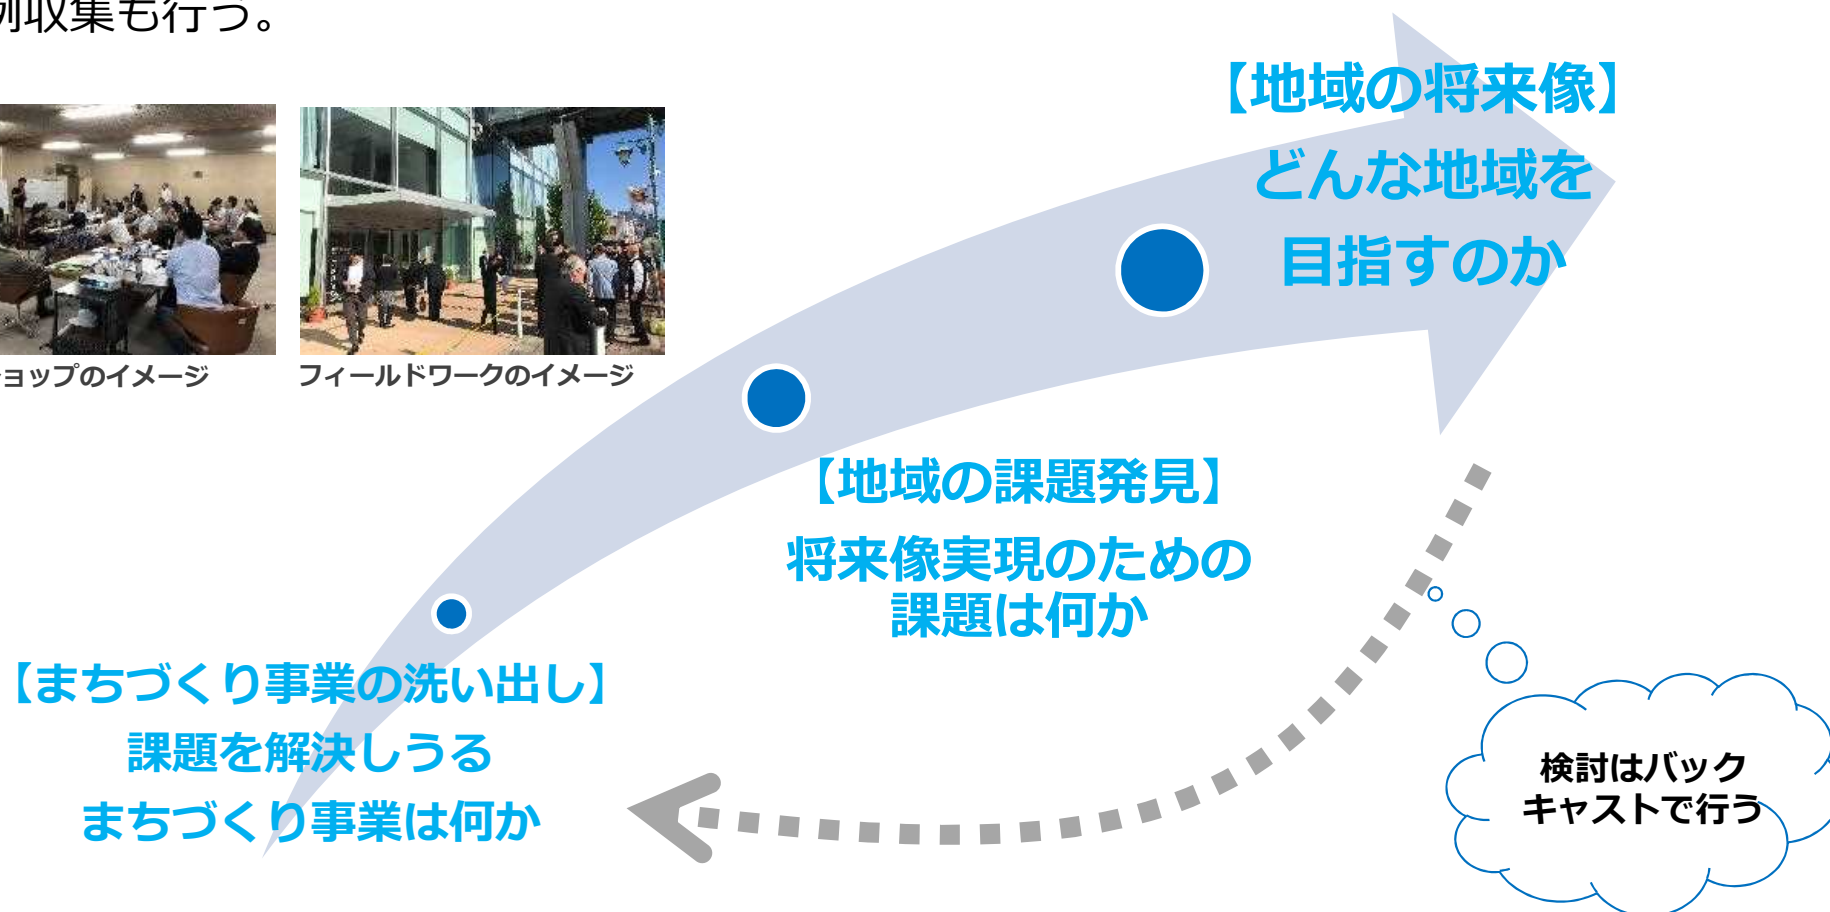 例収集も行う。
ョップのイメージ
フィールドワークのイメージ
【地域の将来像】
どんな地域を
目指すのか
【地域の課題発見】
将来像実現のための
課題は何か
【まちづくり事業の洗い出し】
課題を解決しうる
まちづくり事業は何か
検討はバック
キャストで行う